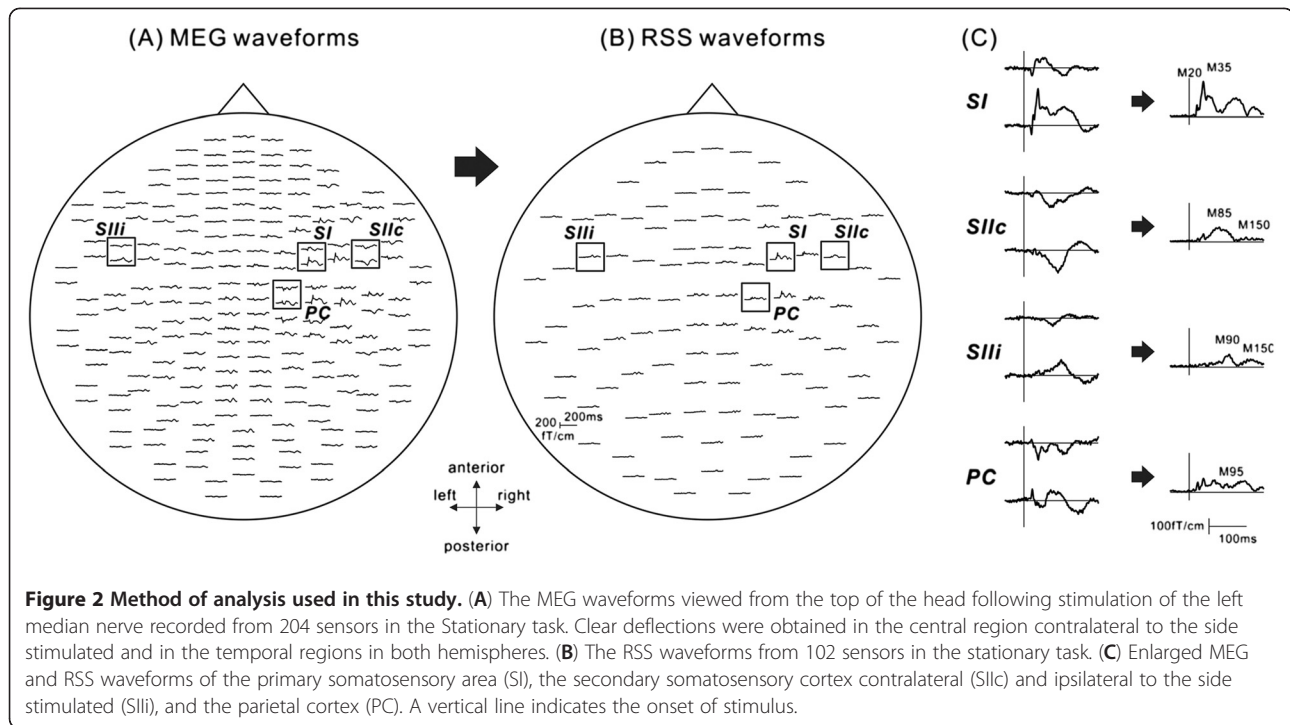 (A) MEG waveforms
(B) RSS waveforms
(C)
SIIi
SI
SIIc
PC
SIIi
SI
SIIc
PC
200 200ms
fT/cm
anterior
left right
posterior
SI
M20 M35
SIIc
M85
M150
SIIi
M90
M150
PC
M95
100fT/cm
100ms
Figure 2 Method of analysis used in this study. (A) The MEG waveforms viewed from the top of the head following stimulation of the left
median nerve recorded from 204 sensors in the Stationary task. Clear deflections were obtained in the central region contralateral to the side
stimulated and in the temporal regions in both hemispheres. (B) The RSS waveforms from 102 sensors in the stationary task. (C) Enlarged MEG
and RSS waveforms of the primary somatosensory area (SI), the secondary somatosensory cortex contralateral (SIIc) and ipsilateral to the side
stimulated (SIIi), and the parietal cortex (PC). A vertical line indicates the onset of stimulus.